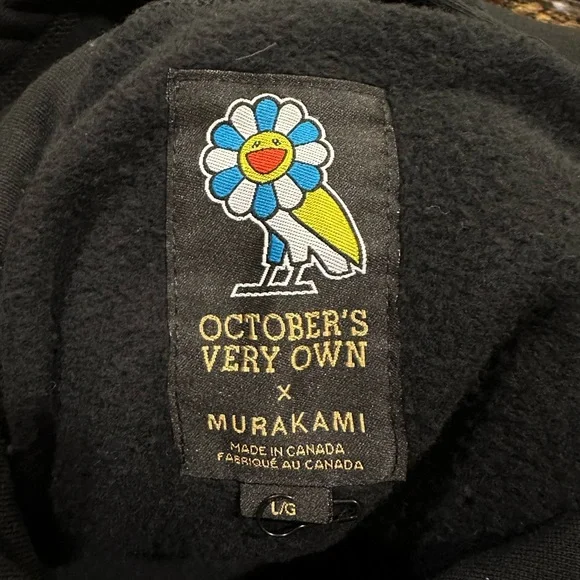 OCTOBER'S
VERY OWN
X
MURAKAMI
MADE IN CANADA
FABRIQUÉ AU CANADA
L/G